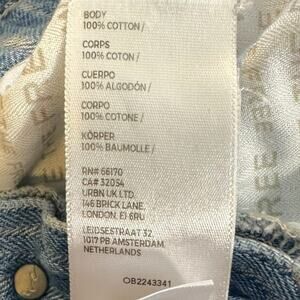 BODY
100% COTTON /
CORPS
100% COTON /
CUERPO
100% ALGODÓN /
CORPO
100% COTONE /
KÖRPER
100% BAUMOLLE /
RN# 66170
CA# 32054
URBN UK LTD.
146 BRICK LANE,
LONDON, E1 6RU
LEIDSESTRAAT 32,
1017 PB AMSTERDAM
NETHERLANDS
OB2243341